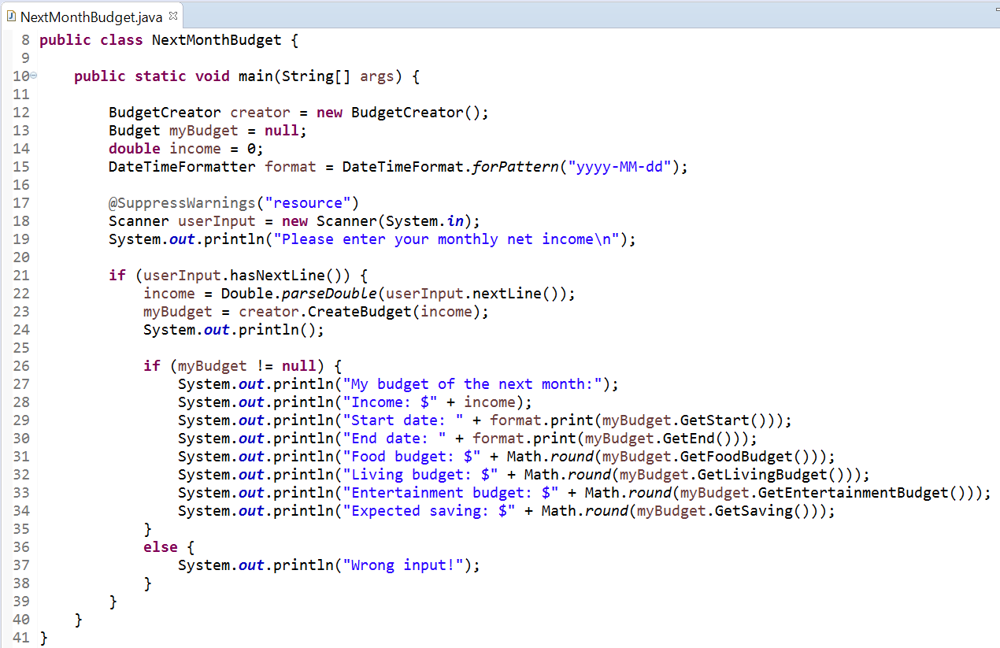 NextMonthBudget.java
8 public class NextMonthBudget {
9
10 public static void main(String[] args) {
11
12 BudgetCreator creator = new BudgetCreator();
13 Budget myBudget = null;
14 double income = 0;
15 DateTimeFormatter format = DateTimeFormat.forPattern("yyyy-MM-dd");
16
17 @SuppressWarnings("resource")
18 Scanner userInput = new Scanner(System.in);
19 System.out.println("Please enter your monthly net income\n");
20
21 if (userInput.hasNextLine()) {
22 income = Double.parseDouble(userInput.nextLine());
23 myBudget = creator.CreateBudget(income);
24 System.out.println();
25
26 if (myBudget != null) {
27 System.out.println("My budget of the next month:");
28 System.out.println("Income: $" + income);
29 System.out.println("Start date: " + format.print(myBudget.GetStart()));
30 System.out.println("End date: " + format.print(myBudget.GetEnd()));
31 System.out.println("Food budget: $" + Math.round(myBudget.GetFoodBudget()));
32 System.out.println("Living budget: $" + Math.round(myBudget.GetLivingBudget()));
33 System.out.println("Entertainment budget: $" + Math.round(myBudget.GetEntertainmentBudget()));
34 System.out.println("Expected saving: $" + Math.round(myBudget.GetSaving()));
35 }
36 else {
37 System.out.println("Wrong input!");
38 }
39 }
40 }
41 }